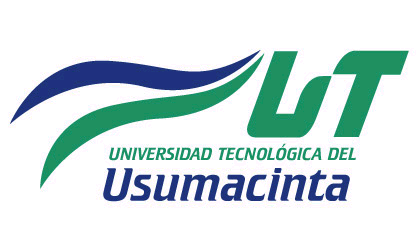 UT
UNIVERSIDAD TECNOLÓGICA DEL
Usumacinta